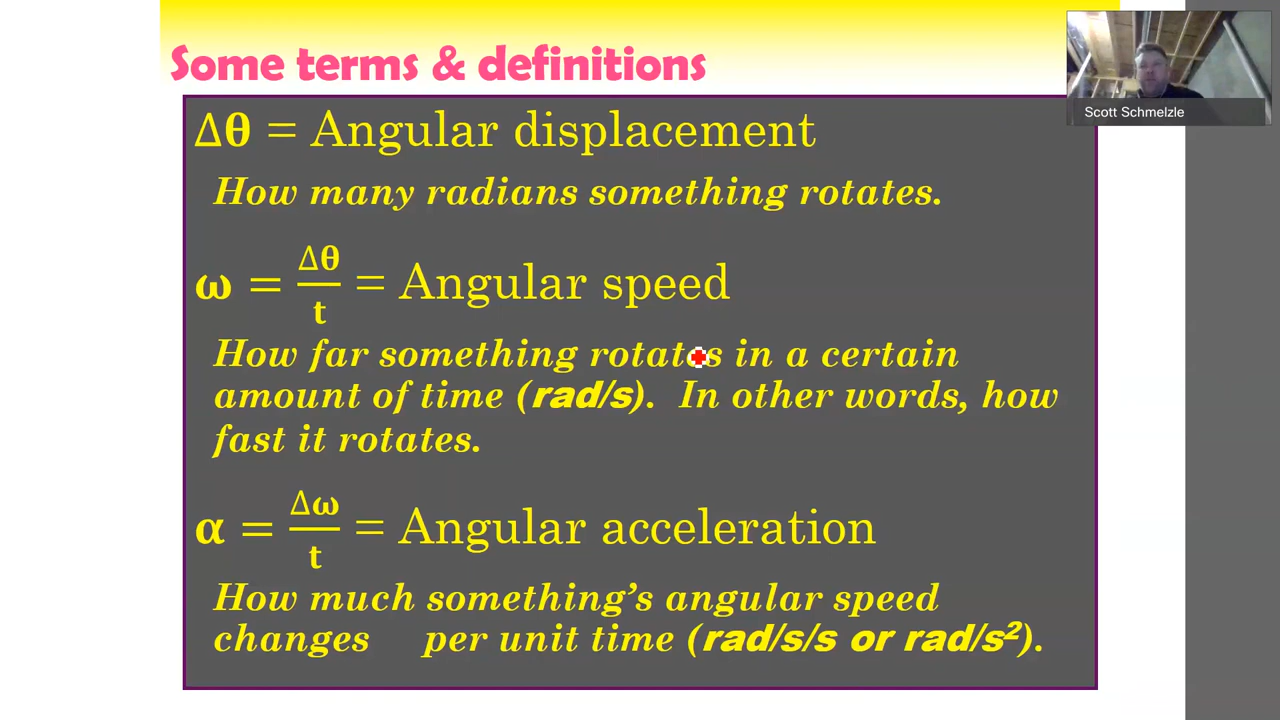 Some terms & definitions
Scott Schmelzle
Δθ = Angular displacement
How many radians something rotates.
ω = Δθ/t = Angular speed
How far something rotates in a certain
amount of time (rad/s). In other words, how
fast it rotates.
α = Δω/t = Angular acceleration
How much something’s angular speed
changes per unit time (rad/s/s or rad/s²).